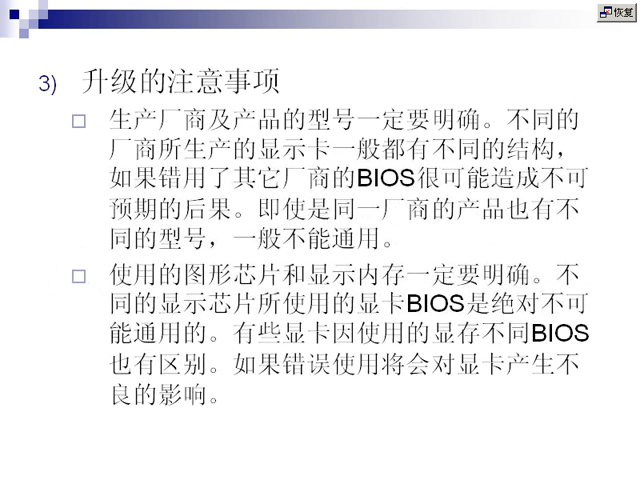 恢复
3) 升级的注意事项
生产厂商及产品的型号一定要明确。不同的
厂商所生产的显示卡一般都有不同的结构，
如果错用了其它厂商的BIOS很可能造成不可
预期的后果。即使是同一厂商的产品也有不
同的型号，一般不能通用。
使用的图形芯片和显示内存一定要明确。不
同的显示芯片所使用的显卡BIOS是绝对不可
能通用的。有些显卡因使用的显存不同BIOS
也有区别。如果错误使用将会对显卡产生不
良的影响。